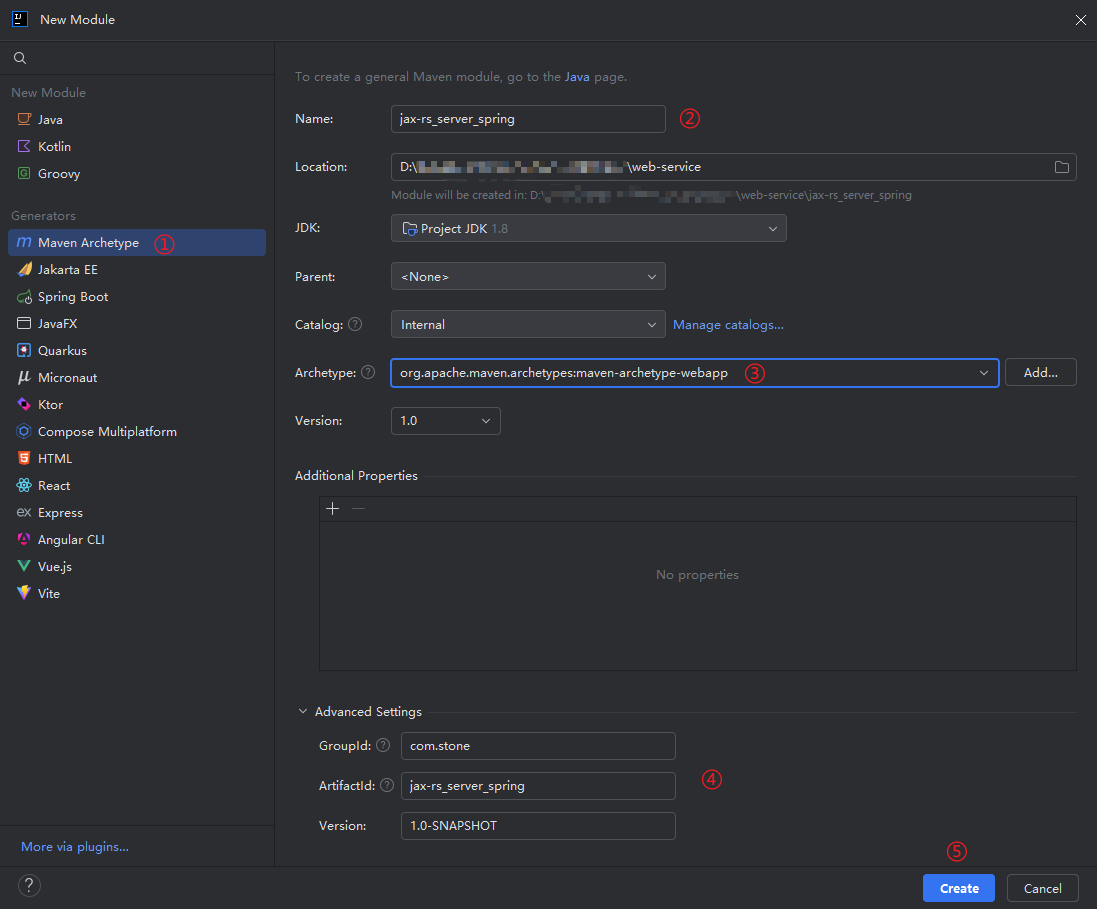 New Module
To create a general Maven module, go to the Java page.
New Module
Java
Kotlin
Groovy
Generators
Maven Archetype ①
Jakarta EE
Spring Boot
JavaFX
Quarkus
Micronaut
Ktor
Compose Multiplatform
HTML
React
Express
Angular CLI
Vue.js
Vite
More via plugins...
Name: jax-rs_server_spring ②
Location: D:\ \web-service
Module will be created in: D:\ \web-service\jax-rs_server_spring
JDK: Project JDK 1.8
Parent: <None>
Catalog: ? Internal Manage catalogs...
Archetype: ? org.apache.maven.archetypes:maven-archetype-webapp ③ Add...
Version: 1.0
Additional Properties
No properties
Advanced Settings
GroupId: ? com.stone
ArtifactId: ? jax-rs_server_spring ④
Version: 1.0-SNAPSHOT
⑤
? Create Cancel